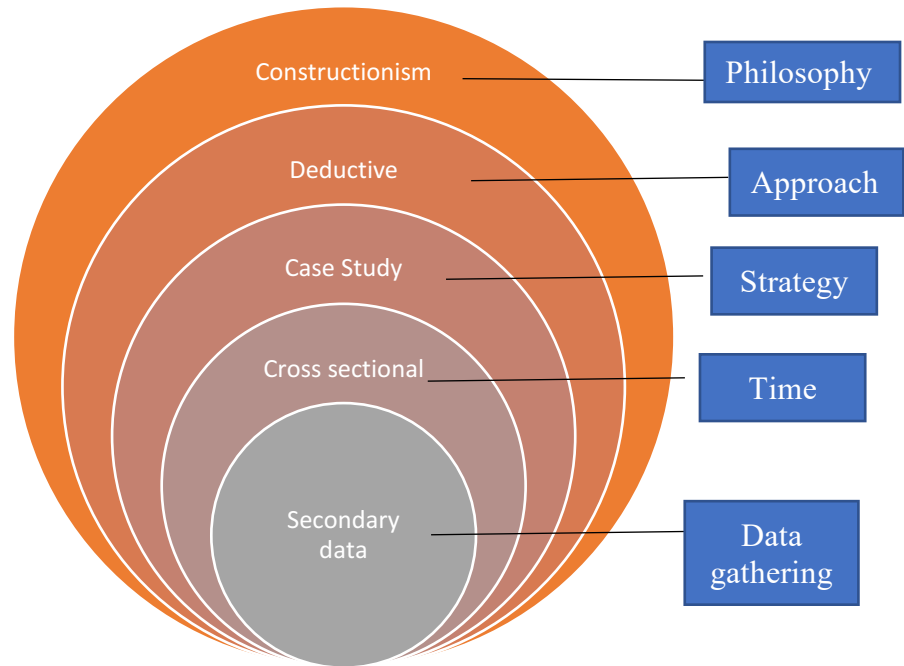 Constructionism
Philosophy
Deductive
Approach
Case Study
Strategy
Cross sectional
Time
Secondary
data
Data
gathering